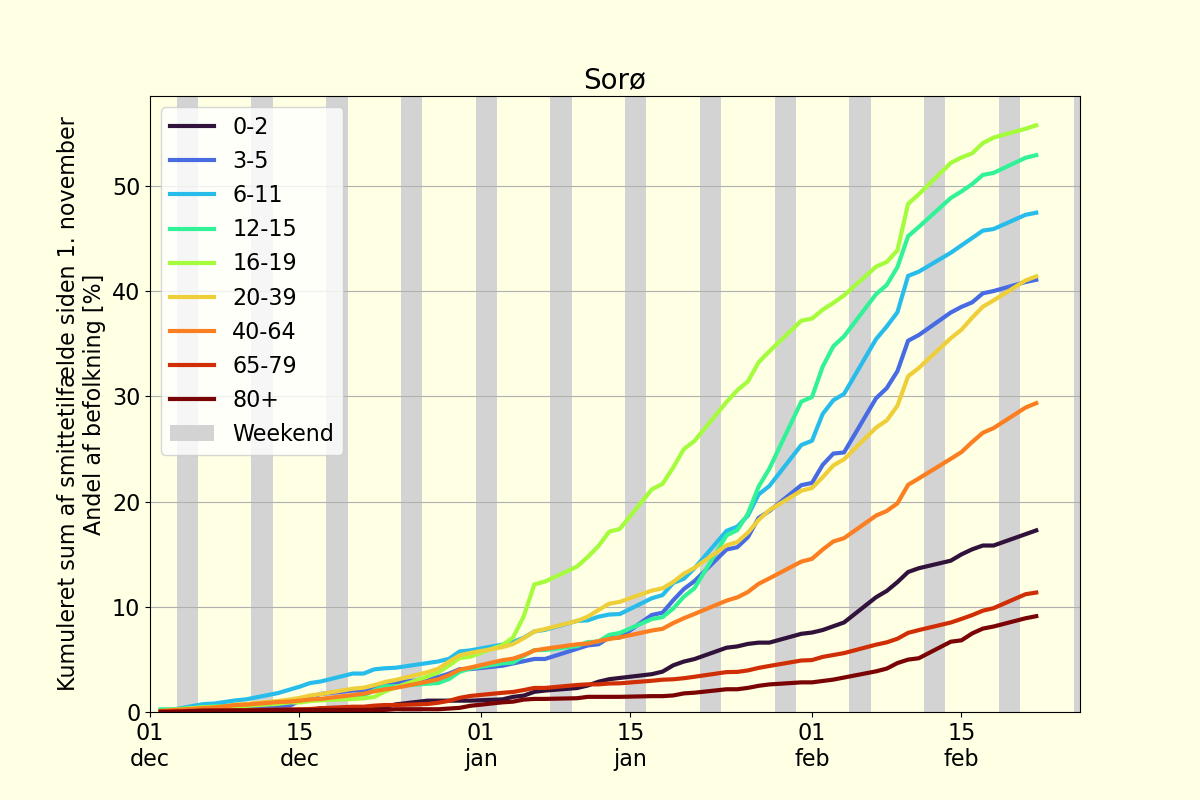 Sorø
Kumuleret sum af smittetilfælde siden 1. november
Andel af befolkning [%]
50
40
30
20
10
0
0-2
3-5
6-11
12-15
16-19
20-39
40-64
65-79
80+
Weekend
01 15 01 15 01 15
dec dec jan jan feb feb